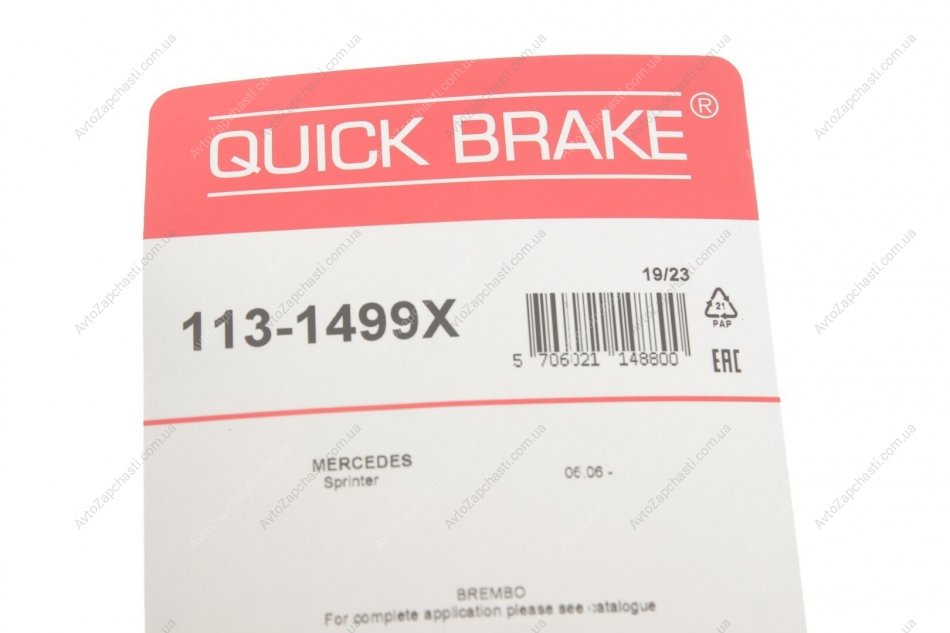 QUICK BRAKE®
19/23
113-1499X
21
PAP
5 706021 148800
EAC
MERCEDES
Sprinter
06.06 -
BREMBO
For complete application please see catalogue
AvtoZapchasti.com.ua